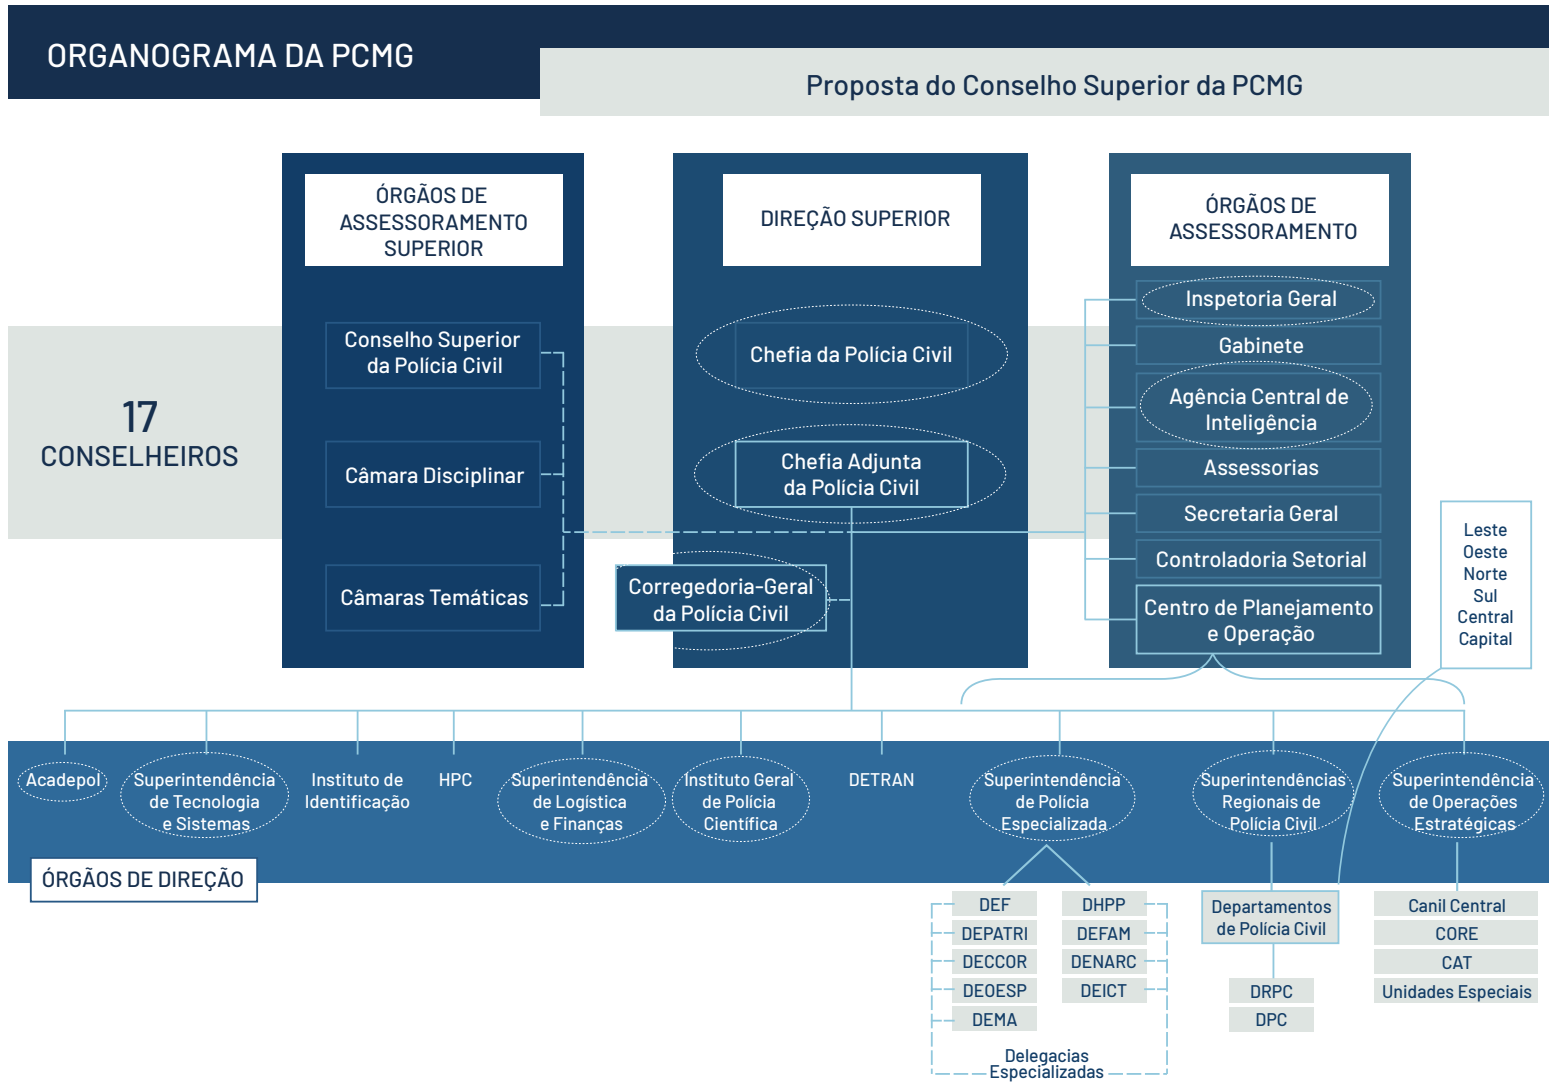 ORGANOGRAMA DA PCMG
Proposta do Conselho Superior da PCMG
17
CONSELHEIROS
ÓRGÃOS DE
ASSESSORAMENTO
SUPERIOR
Conselho Superior
da Polícia Civil
Câmara Disciplinar
Câmaras Temáticas
DIREÇÃO SUPERIOR
Chefia da Polícia Civil
Chefia Adjunta
da Polícia Civil
Corregedoria-Geral
da Polícia Civil
ÓRGÃOS DE
ASSESSORAMENTO
Inspetoria Geral
Gabinete
Agência Central de
Inteligência
Assessorias
Secretaria Geral
Controladoria Setorial
Centro de Planejamento
e Operação
Leste
Oeste
Norte
Sul
Central
Capital
Acadepol
Superintendência
de Tecnologia
e Sistemas
Instituto de
Identificação
HPC
Superintendência
de Logística
e Finanças
Instituto Geral
de Polícia
Científica
DETRAN
Superintendência
de Polícia
Especializada
Superintendências
Regionais de
Polícia Civil
Superintendência
de Operações
Estratégicas
ÓRGÃOS DE DIREÇÃO
DEF
DEPATRI
DECCOR
DEOESP
DEMA
DHPP
DEFAM
DENARC
DEICT
Delegacias
Especializadas
Departamentos
de Polícia Civil
DRPC
DPC
Canil Central
CORE
CAT
Unidades Especiais